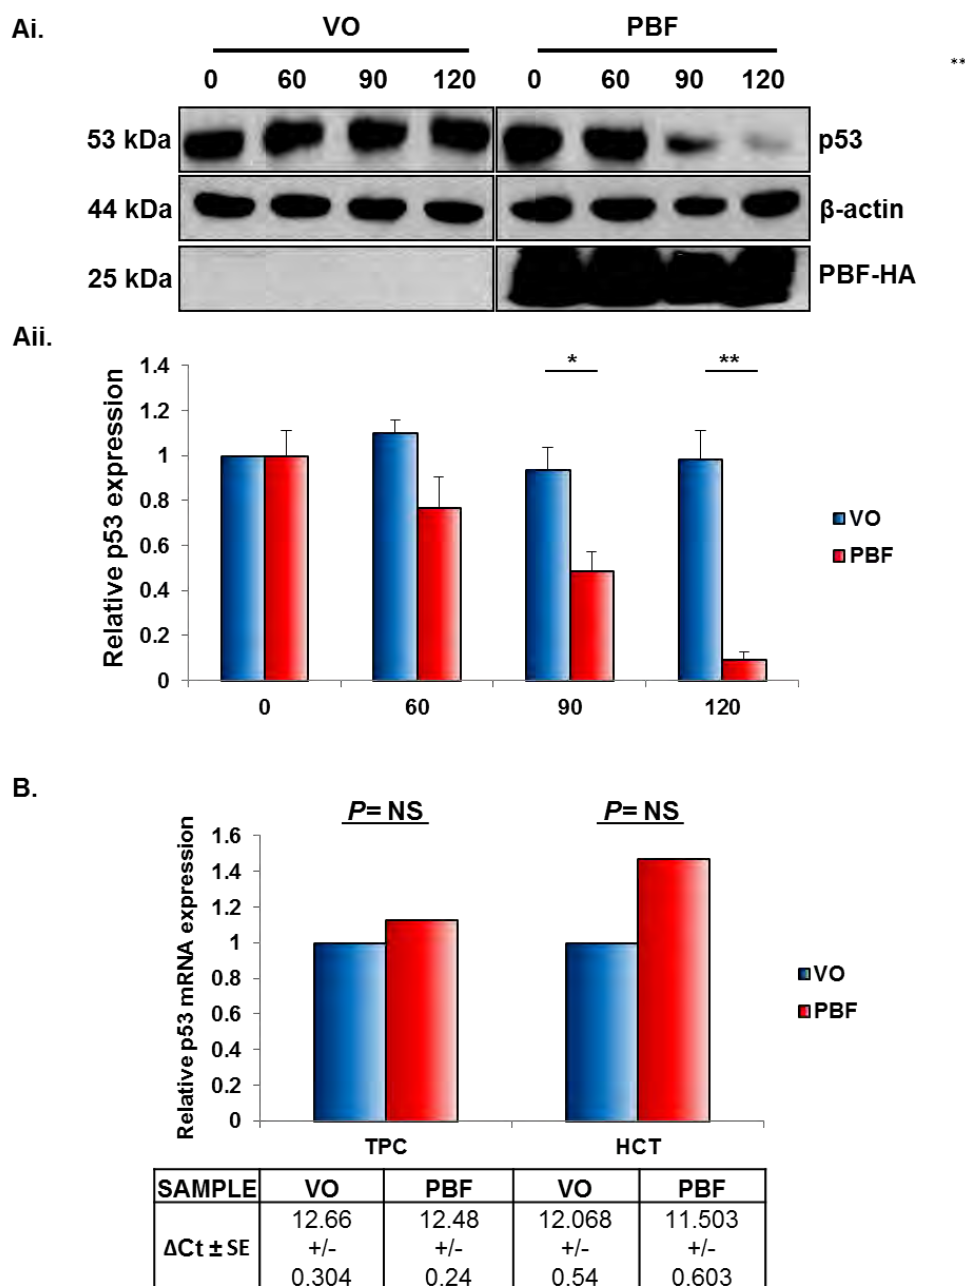 Ai.
VO PBF
0 60 90 120 0 60 90 120
**
53 kDa p53
44 kDa β-actin
25 kDa PBF-HA
Aii.
Relative p53 expression
1.4
1.2
1
0.8
0.6
0.4
0.2
0
* **
VO
PBF
0 60 90 120
B.
P= NS P= NS
Relative p53 mRNA expression
1.6
1.4
1.2
1
0.8
0.6
0.4
0.2
0
VO
PBF
TPC HCT
SAMPLE VO PBF VO PBF
ΔCt ± SE
12.66 12.48 12.068 11.503
+/- +/- +/- +/-
0.304 0.24 0.54 0.603